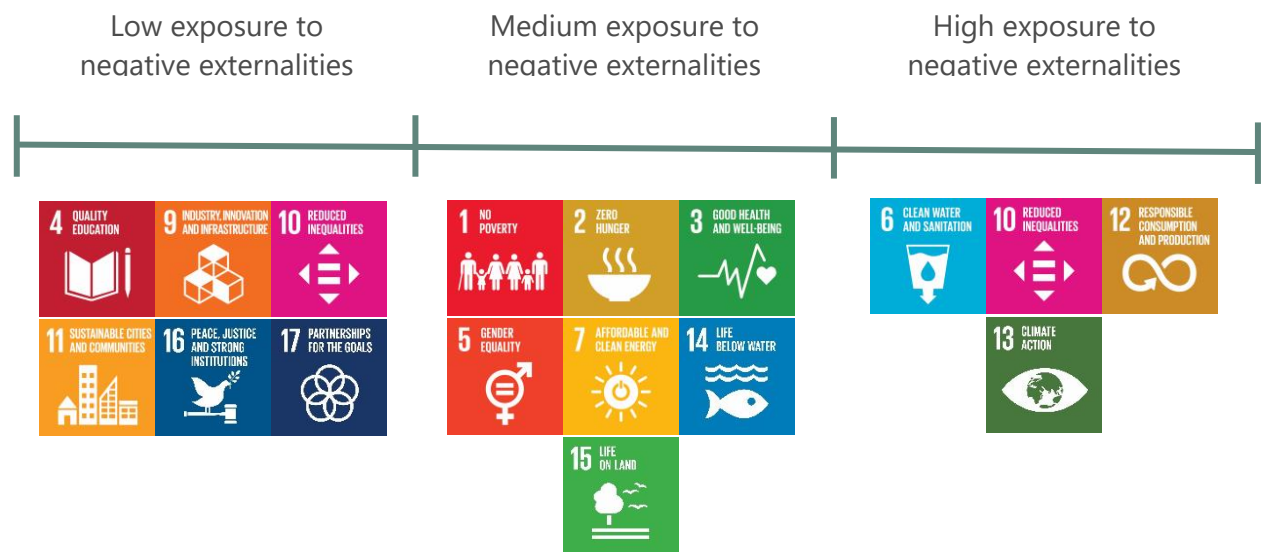 Low exposure to
negative externalities
Medium exposure to
negative externalities
High exposure to
negative externalities
4 QUALITY
EDUCATION
9 INDUSTRY, INNOVATION
AND INFRASTRUCTURE
10 REDUCED
INEQUALITIES
11 SUSTAINABLE CITIES
AND COMMUNITIES
16 PEACE, JUSTICE
AND STRONG
INSTITUTIONS
17 PARTNERSHIPS
FOR THE GOALS
1 NO
POVERTY
2 ZERO
HUNGER
3 GOOD HEALTH
AND WELL-BEING
5 GENDER
EQUALITY
7 AFFORDABLE AND
CLEAN ENERGY
14 LIFE
BELOW WATER
15 LIFE
ON LAND
6 CLEAN WATER
AND SANITATION
10 REDUCED
INEQUALITIES
12 RESPONSIBLE
CONSUMPTION
AND PRODUCTION
13 CLIMATE
ACTION